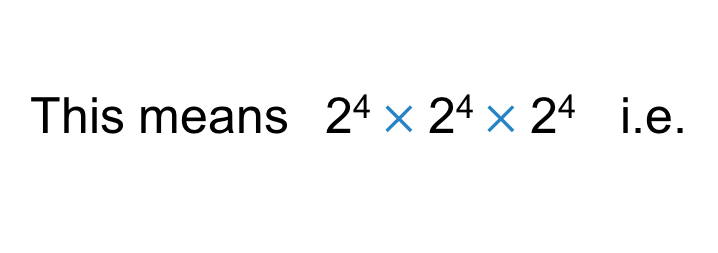 This means 2⁴ × 2⁴ × 2⁴ i.e.